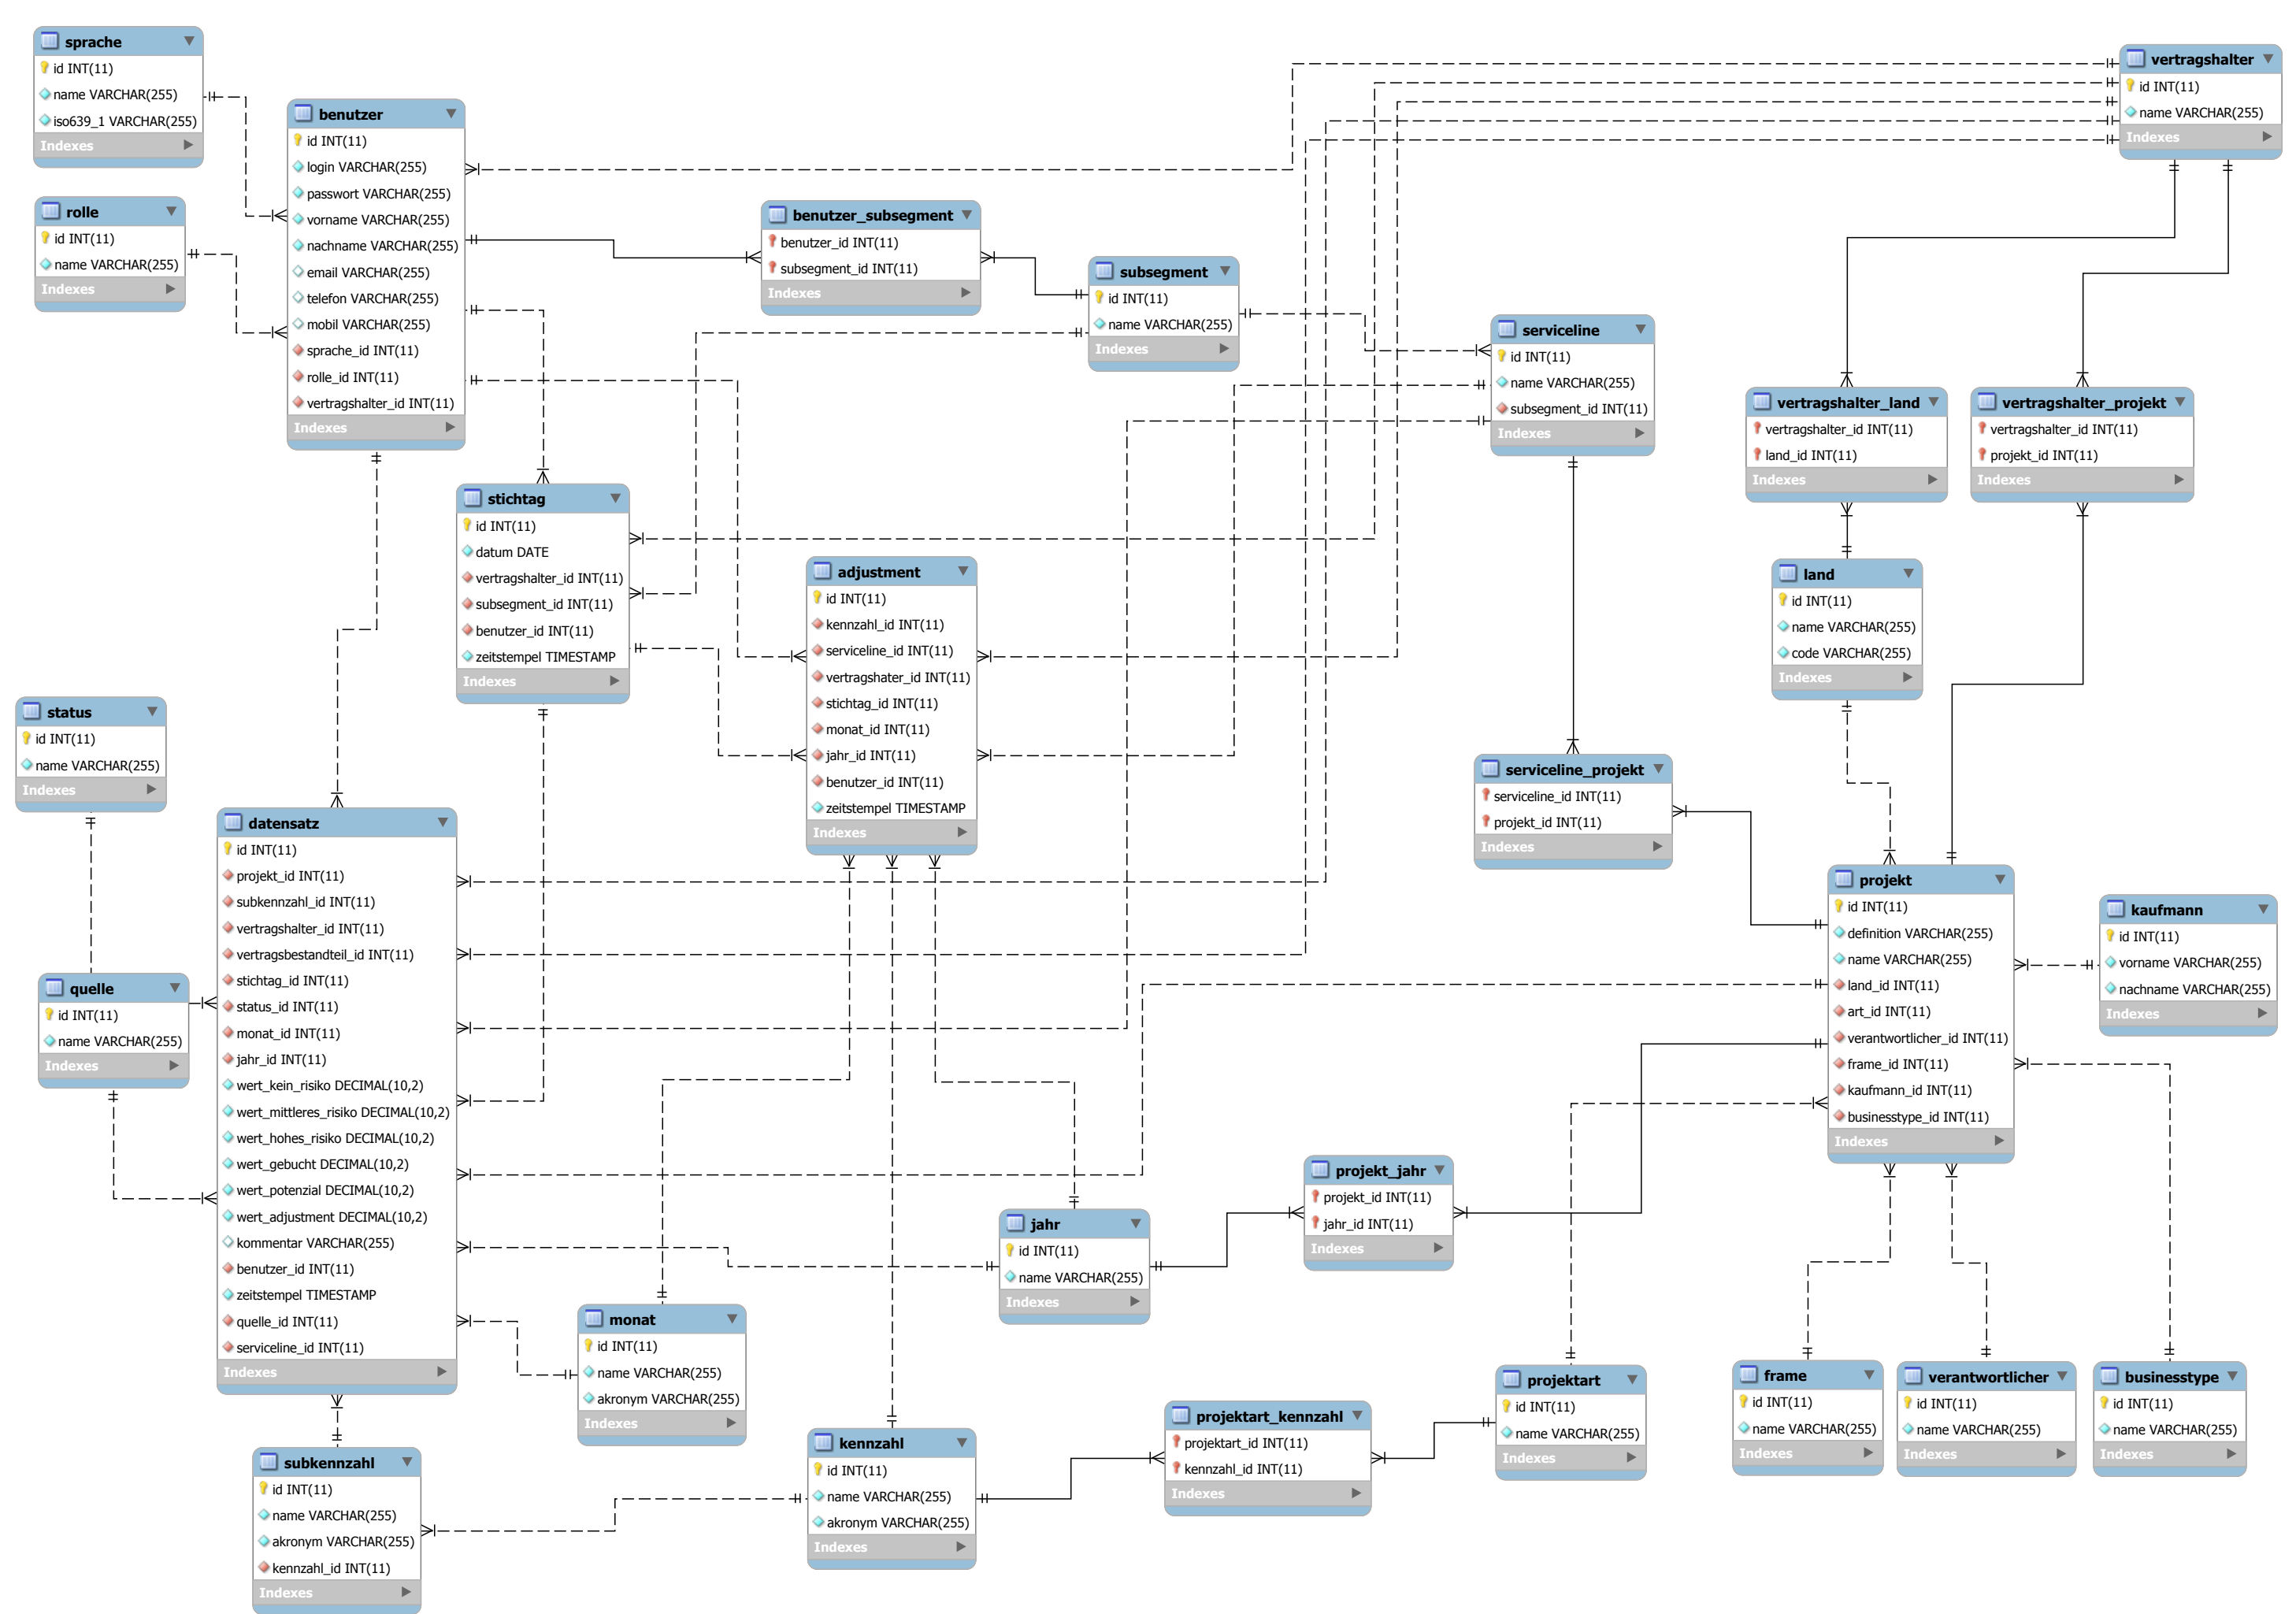 sprache
id INT(11)
name VARCHAR(255)
iso639_1 VARCHAR(255)
Indexes
rolle
id INT(11)
name VARCHAR(255)
Indexes
benutzer
id INT(11)
login VARCHAR(255)
passwort VARCHAR(255)
vorname VARCHAR(255)
nachname VARCHAR(255)
email VARCHAR(255)
telefon VARCHAR(255)
mobil VARCHAR(255)
sprache_id INT(11)
rolle_id INT(11)
vertragshalter_id INT(11)
Indexes
benutzer_subsegment
benutzer_id INT(11)
subsegment_id INT(11)
Indexes
subsegment
id INT(11)
name VARCHAR(255)
Indexes
serviceline
id INT(11)
name VARCHAR(255)
subsegment_id INT(11)
Indexes
vertragshalter
id INT(11)
name VARCHAR(255)
Indexes
vertragshalter_land
vertragshalter_id INT(11)
land_id INT(11)
Indexes
vertragshalter_projekt
vertragshalter_id INT(11)
projekt_id INT(11)
Indexes
stichtag
id INT(11)
datum DATE
vertragshalter_id INT(11)
subsegment_id INT(11)
benutzer_id INT(11)
zeitstempel TIMESTAMP
Indexes
adjustment
id INT(11)
kennzahl_id INT(11)
serviceline_id INT(11)
vertragshater_id INT(11)
stichtag_id INT(11)
monat_id INT(11)
jahr_id INT(11)
benutzer_id INT(11)
zeitstempel TIMESTAMP
Indexes
land
id INT(11)
name VARCHAR(255)
code VARCHAR(255)
Indexes
status
id INT(11)
name VARCHAR(255)
Indexes
serviceline_projekt
serviceline_id INT(11)
projekt_id INT(11)
Indexes
datensatz
id INT(11)
projekt_id INT(11)
subkennzahl_id INT(11)
vertragshalter_id INT(11)
vertragsbestandteil_id INT(11)
stichtag_id INT(11)
status_id INT(11)
monat_id INT(11)
jahr_id INT(11)
wert_kein_risiko DECIMAL(10,2)
wert_mittleres_risiko DECIMAL(10,2)
wert_hohes_risiko DECIMAL(10,2)
wert_gebucht DECIMAL(10,2)
wert_potenzial DECIMAL(10,2)
wert_adjustment DECIMAL(10,2)
kommentar VARCHAR(255)
benutzer_id INT(11)
zeitstempel TIMESTAMP
quelle_id INT(11)
serviceline_id INT(11)
Indexes
quelle
id INT(11)
name VARCHAR(255)
Indexes
projekt
id INT(11)
definition VARCHAR(255)
name VARCHAR(255)
land_id INT(11)
art_id INT(11)
verantwortlicher_id INT(11)
frame_id INT(11)
kaufmann_id INT(11)
businesstype_id INT(11)
Indexes
kaufmann
id INT(11)
vorname VARCHAR(255)
nachname VARCHAR(255)
Indexes
projekt_jahr
projekt_id INT(11)
jahr_id INT(11)
Indexes
jahr
id INT(11)
name VARCHAR(255)
Indexes
monat
id INT(11)
name VARCHAR(255)
akronym VARCHAR(255)
Indexes
subkennzahl
id INT(11)
name VARCHAR(255)
akronym VARCHAR(255)
kennzahl_id INT(11)
Indexes
kennzahl
id INT(11)
name VARCHAR(255)
akronym VARCHAR(255)
Indexes
projektart_kennzahl
projektart_id INT(11)
kennzahl_id INT(11)
Indexes
projektart
id INT(11)
name VARCHAR(255)
Indexes
frame
id INT(11)
name VARCHAR(255)
Indexes
verantwortlicher
id INT(11)
name VARCHAR(255)
Indexes
businesstype
id INT(11)
name VARCHAR(255)
Indexes